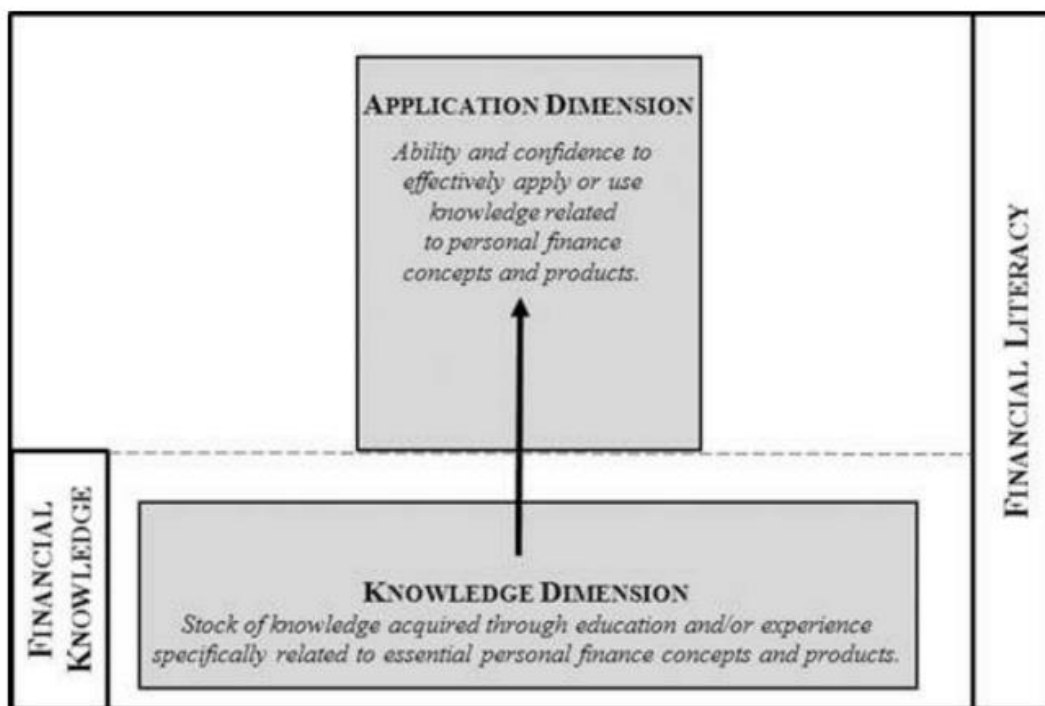 APPLICATION DIMENSION
Ability and confidence to
effectively apply or use
knowledge related
to personal finance
concepts and products.
FINANCIAL LITERACY
FINANCIAL
KNOWLEDGE
KNOWLEDGE DIMENSION
Stock of knowledge acquired through education and/or experience
specifically related to essential personal finance concepts and products.